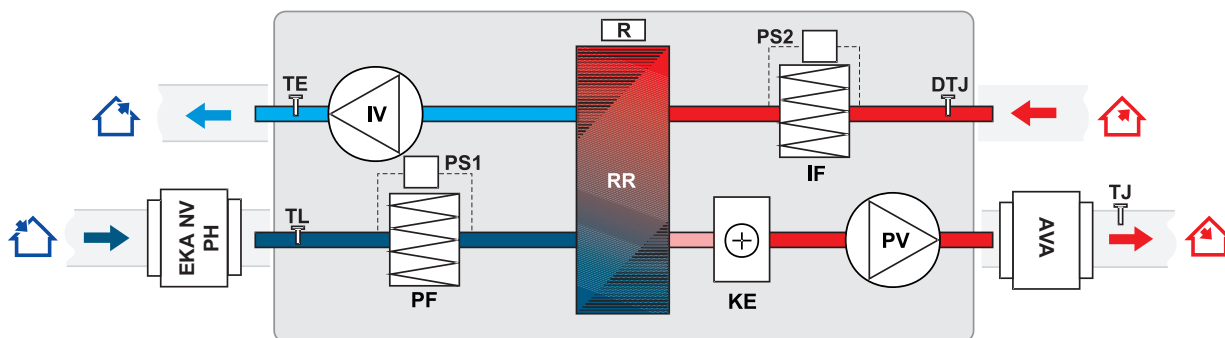 R
PS2
TE
DTJ
IV
PS1
IF
RR
EKA NV
PH
TL
TJ
PV
AVA
PF
KE